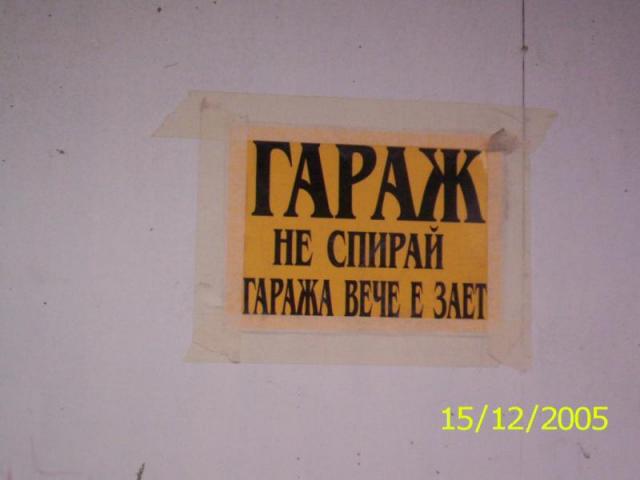 ГАРАЖ
НЕ СПИРАЙ
ГАРАЖА ВЕЧЕ Е ЗАЕТ
15/12/2005